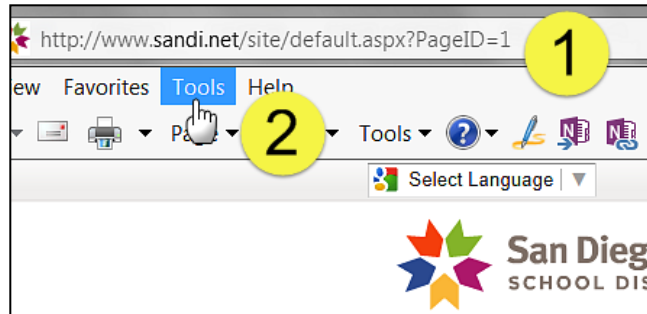 http://www.sandi.net/site/default.aspx?PageID=1
1
ew Favorites Tools Help
2 Tools
Select Language
San Dieg
SCHOOL DIS